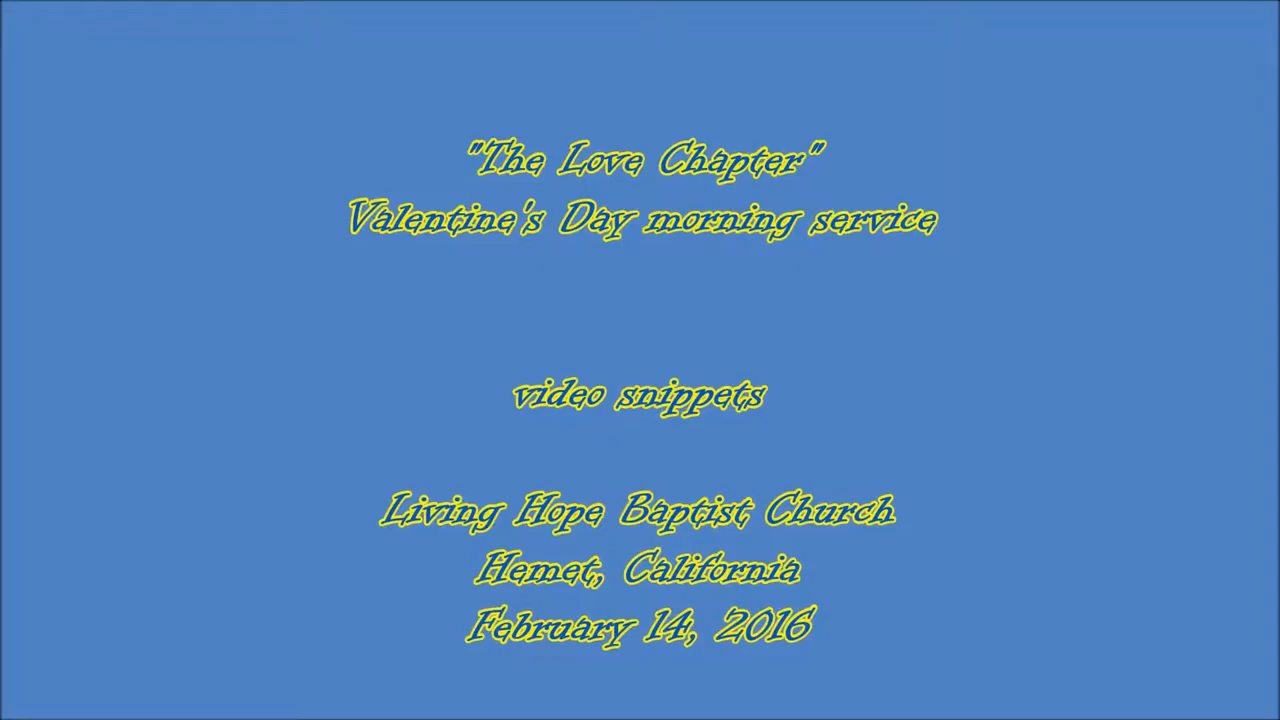 "The Love Chapter"
Valentine's Day morning service
video snippets
Living Hope Baptist Church
Hemet, California
February 14, 2016